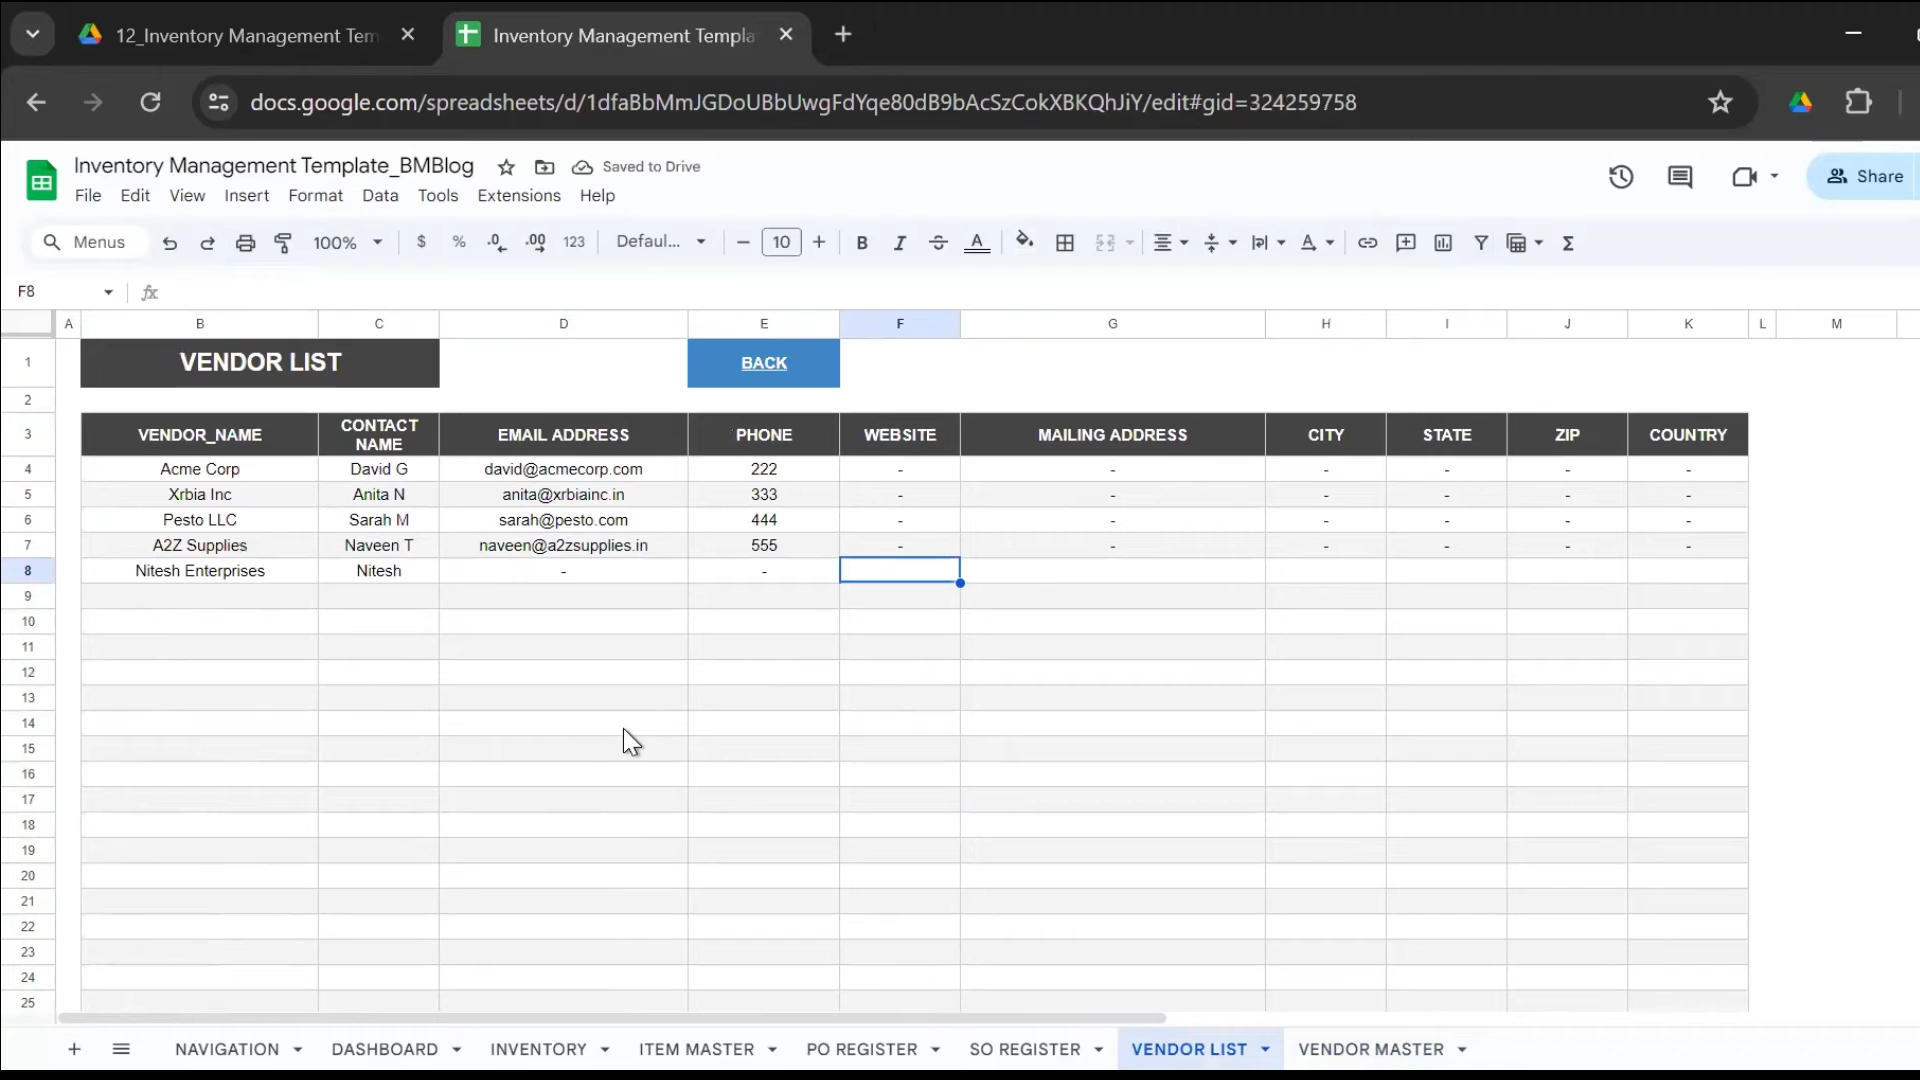 12_Inventory Management Tem
Inventory Management Templa
docs.google.com/spreadsheets/d/1dfaBbMmJGDoUBbUwgFdYqe80dB9bAcSzCokXBKQhJiY/edit#gid=324259758
Inventory Management Template_BMBlog
Saved to Drive
Share
File Edit View Insert Format Data Tools Extensions Help
Menus 100% $ % .0 .00 123 Defaul... 10 B I S A
F8 fx
A B C D E F G H I J K L M
1 VENDOR LIST BACK
2
3 VENDOR_NAME CONTACT NAME EMAIL ADDRESS PHONE WEBSITE MAILING ADDRESS CITY STATE ZIP COUNTRY
4 Acme Corp David G david@acmecorp.com 222 - - - - - -
5 Xrbia Inc Anita N anita@xrbiainc.in 333 - - - - - -
6 Pesto LLC Sarah M sarah@pesto.com 444 - - - - - -
7 A2Z Supplies Naveen T naveen@a2zsupplies.in 555 - - - - - -
8 Nitesh Enterprises Nitesh - -
9
10
11
12
13
14
15
16
17
18
19
20
21
22
23
24
25
NAVIGATION DASHBOARD INVENTORY ITEM MASTER PO REGISTER SO REGISTER VENDOR LIST VENDOR MASTER